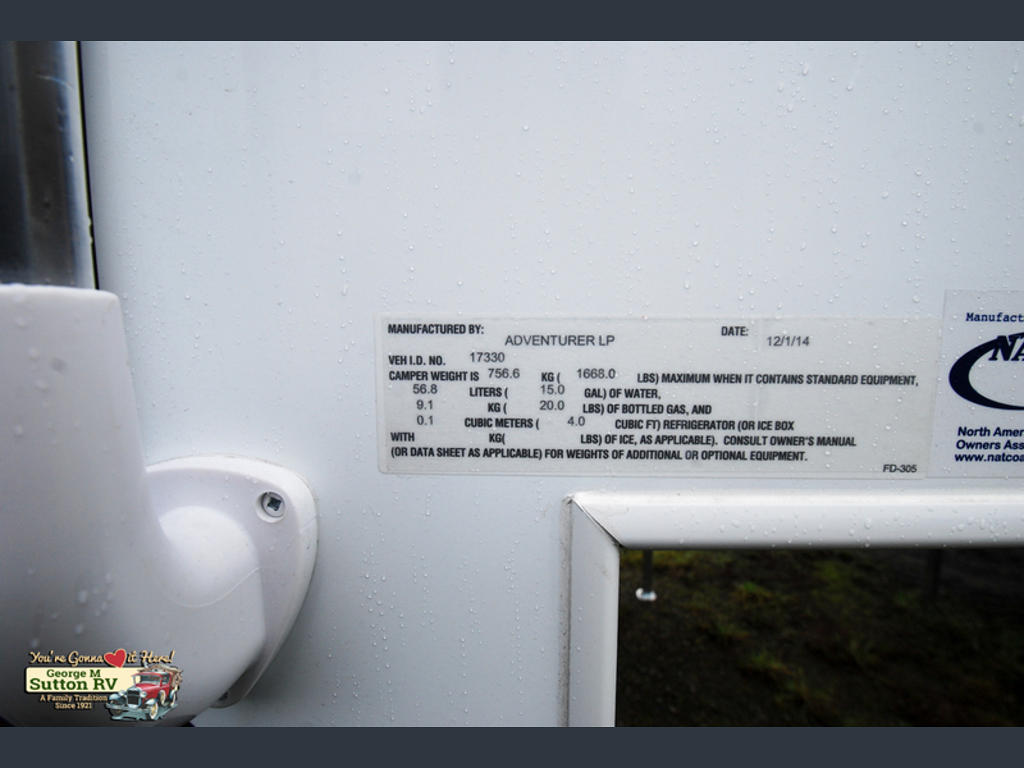 MANUFACTURED BY: ADVENTURER LP DATE: 12/1/14
VEH I.D. NO. 17330
CAMPER WEIGHT IS 756.6 KG ( 1668.0 LBS) MAXIMUM WHEN IT CONTAINS STANDARD EQUIPMENT,
56.8 LITERS ( 15.0 GAL) OF WATER,
9.1 KG ( 20.0 LBS) OF BOTTLED GAS, AND
0.1 CUBIC METERS ( 4.0 CUBIC FT) REFRIGERATOR (OR ICE BOX
WITH KG( LBS) OF ICE, AS APPLICABLE). CONSULT OWNER'S MANUAL
(OR DATA SHEET AS APPLICABLE) FOR WEIGHTS OF ADDITIONAL OR OPTIONAL EQUIPMENT.
FD-305
Manufact
NA
North Amer
Owners Ass
www.natcoa
You're Gonna it Here!
George M
Sutton RV
A Family Tradition
Since 1921